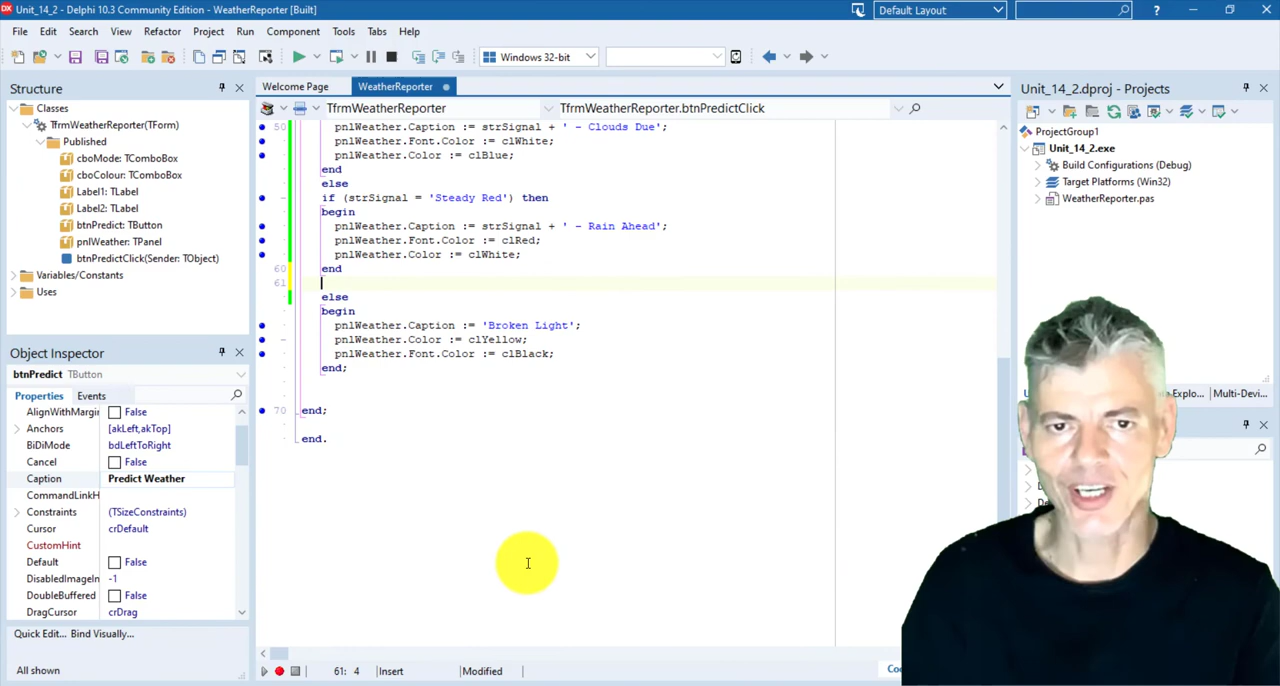 Unit_14_2 - Delphi 10.3 Community Edition - WeatherReporter [Built]
Default Layout
File Edit Search View Refactor Project Run Component Tools Tabs Help
Windows 32-bit
Structure
Classes
TfrmWeatherReporter(TForm)
Published
cboMode: TComboBox
cboColour: TComboBox
Label1: TLabel
Label2: TLabel
btnPredict: TButton
pnlWeather: TPanel
btnPredictClick(Sender: TObject)
Variables/Constants
Uses
Object Inspector
btnPredict TButton
Properties Events
AlignWithMargin False
Anchors [akLeft,akTop]
BiDiMode bdLeftToRight
Cancel False
Caption Predict Weather
CommandLinkH
Constraints (TSizeConstraints)
Cursor crDefault
CustomHint
Default False
DisabledImageIn -1
DoubleBuffered False
DragCursor crDrag
Quick Edit... Bind Visually...
All shown
Welcome Page WeatherReporter
TfrmWeatherReporter TfrmWeatherReporter.btnPredictClick
50 pnlWeather.Caption := strSignal + ' - Clouds Due';
pnlWeather.Font.Color := clWhite;
pnlWeather.Color := clBlue;
end
else
if (strSignal = 'Steady Red') then
begin
pnlWeather.Caption := strSignal + ' - Rain Ahead';
pnlWeather.Font.Color := clRed;
pnlWeather.Color := clWhite;
60 end
61
else
begin
pnlWeather.Caption := 'Broken Light';
pnlWeather.Color := clYellow;
pnlWeather.Font.Color := clBlack;
end;
70 end;
end.
61: 4 Insert Modified
Unit_14_2.dproj - Projects
ProjectGroup1
Unit_14_2.exe
Build Configurations (Debug)
Target Platforms (Win32)
WeatherReporter.pas
Multi-Devi...